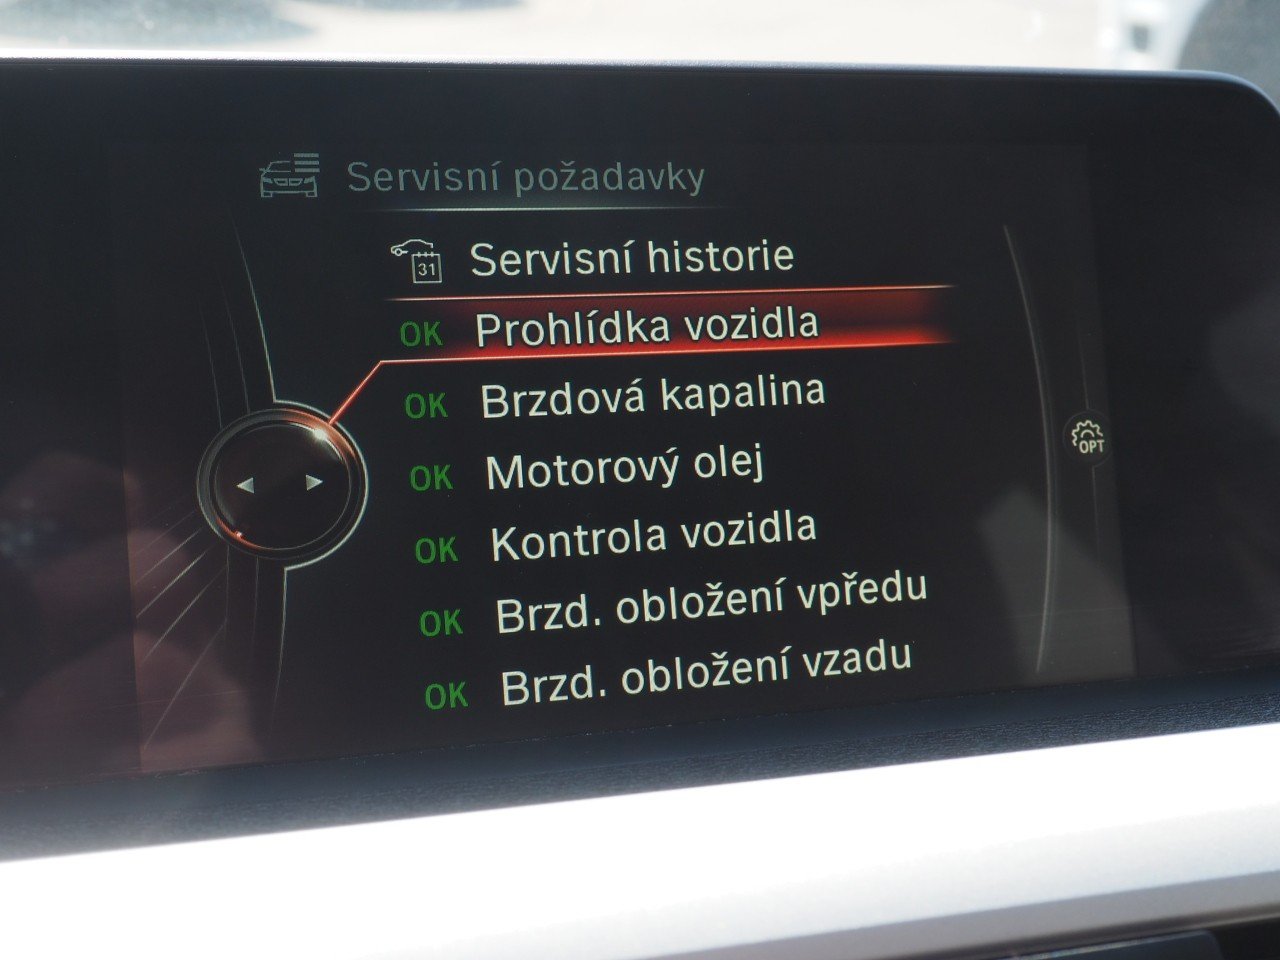 Servisní požadavky
31 Servisní historie
OK Prohlídka vozidla
OK Brzdová kapalina
OK Motorový olej
OPT
OK Kontrola vozidla
OK Brzd. obložení vpředu
OK Brzd. obložení vzadu